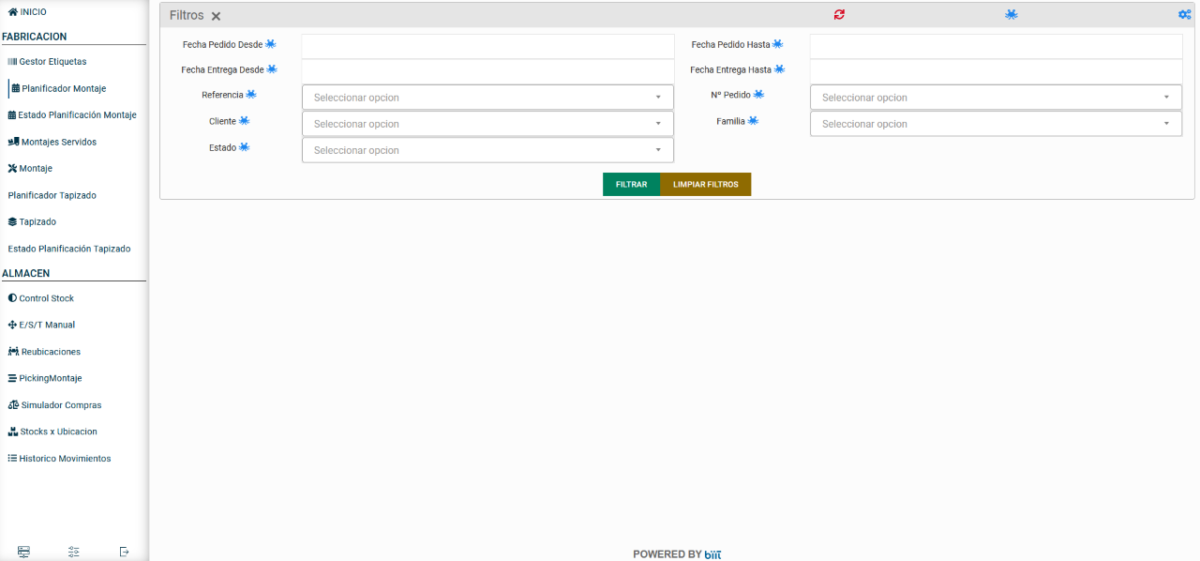 INICIO
FABRICACION
Gestor Etiquetas
Planificador Montaje
Estado Planificación Montaje
Montajes Servidos
Montaje
Planificador Tapizado
Tapizado
Estado Planificación Tapizado
ALMACEN
Control Stock
E/S/T Manual
Reubicaciones
PickingMontaje
Simulador Compras
Stocks x Ubicacion
Historico Movimientos
Filtros
Fecha Pedido Desde
Fecha Pedido Hasta
Fecha Entrega Desde
Fecha Entrega Hasta
Referencia Seleccionar opcion
Nº Pedido Seleccionar opcion
Cliente Seleccionar opcion
Familia Seleccionar opcion
Estado Seleccionar opcion
FILTRAR LIMPIAR FILTROS
POWERED BY biit